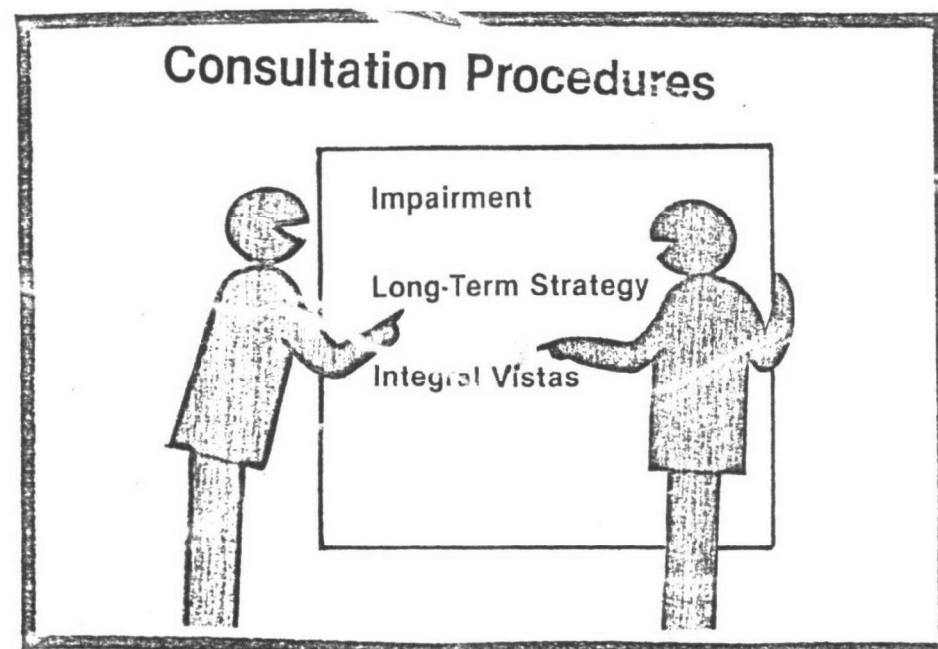 Consultation Procedures
Impairment
Long-Term Strategy
Integral Vistas